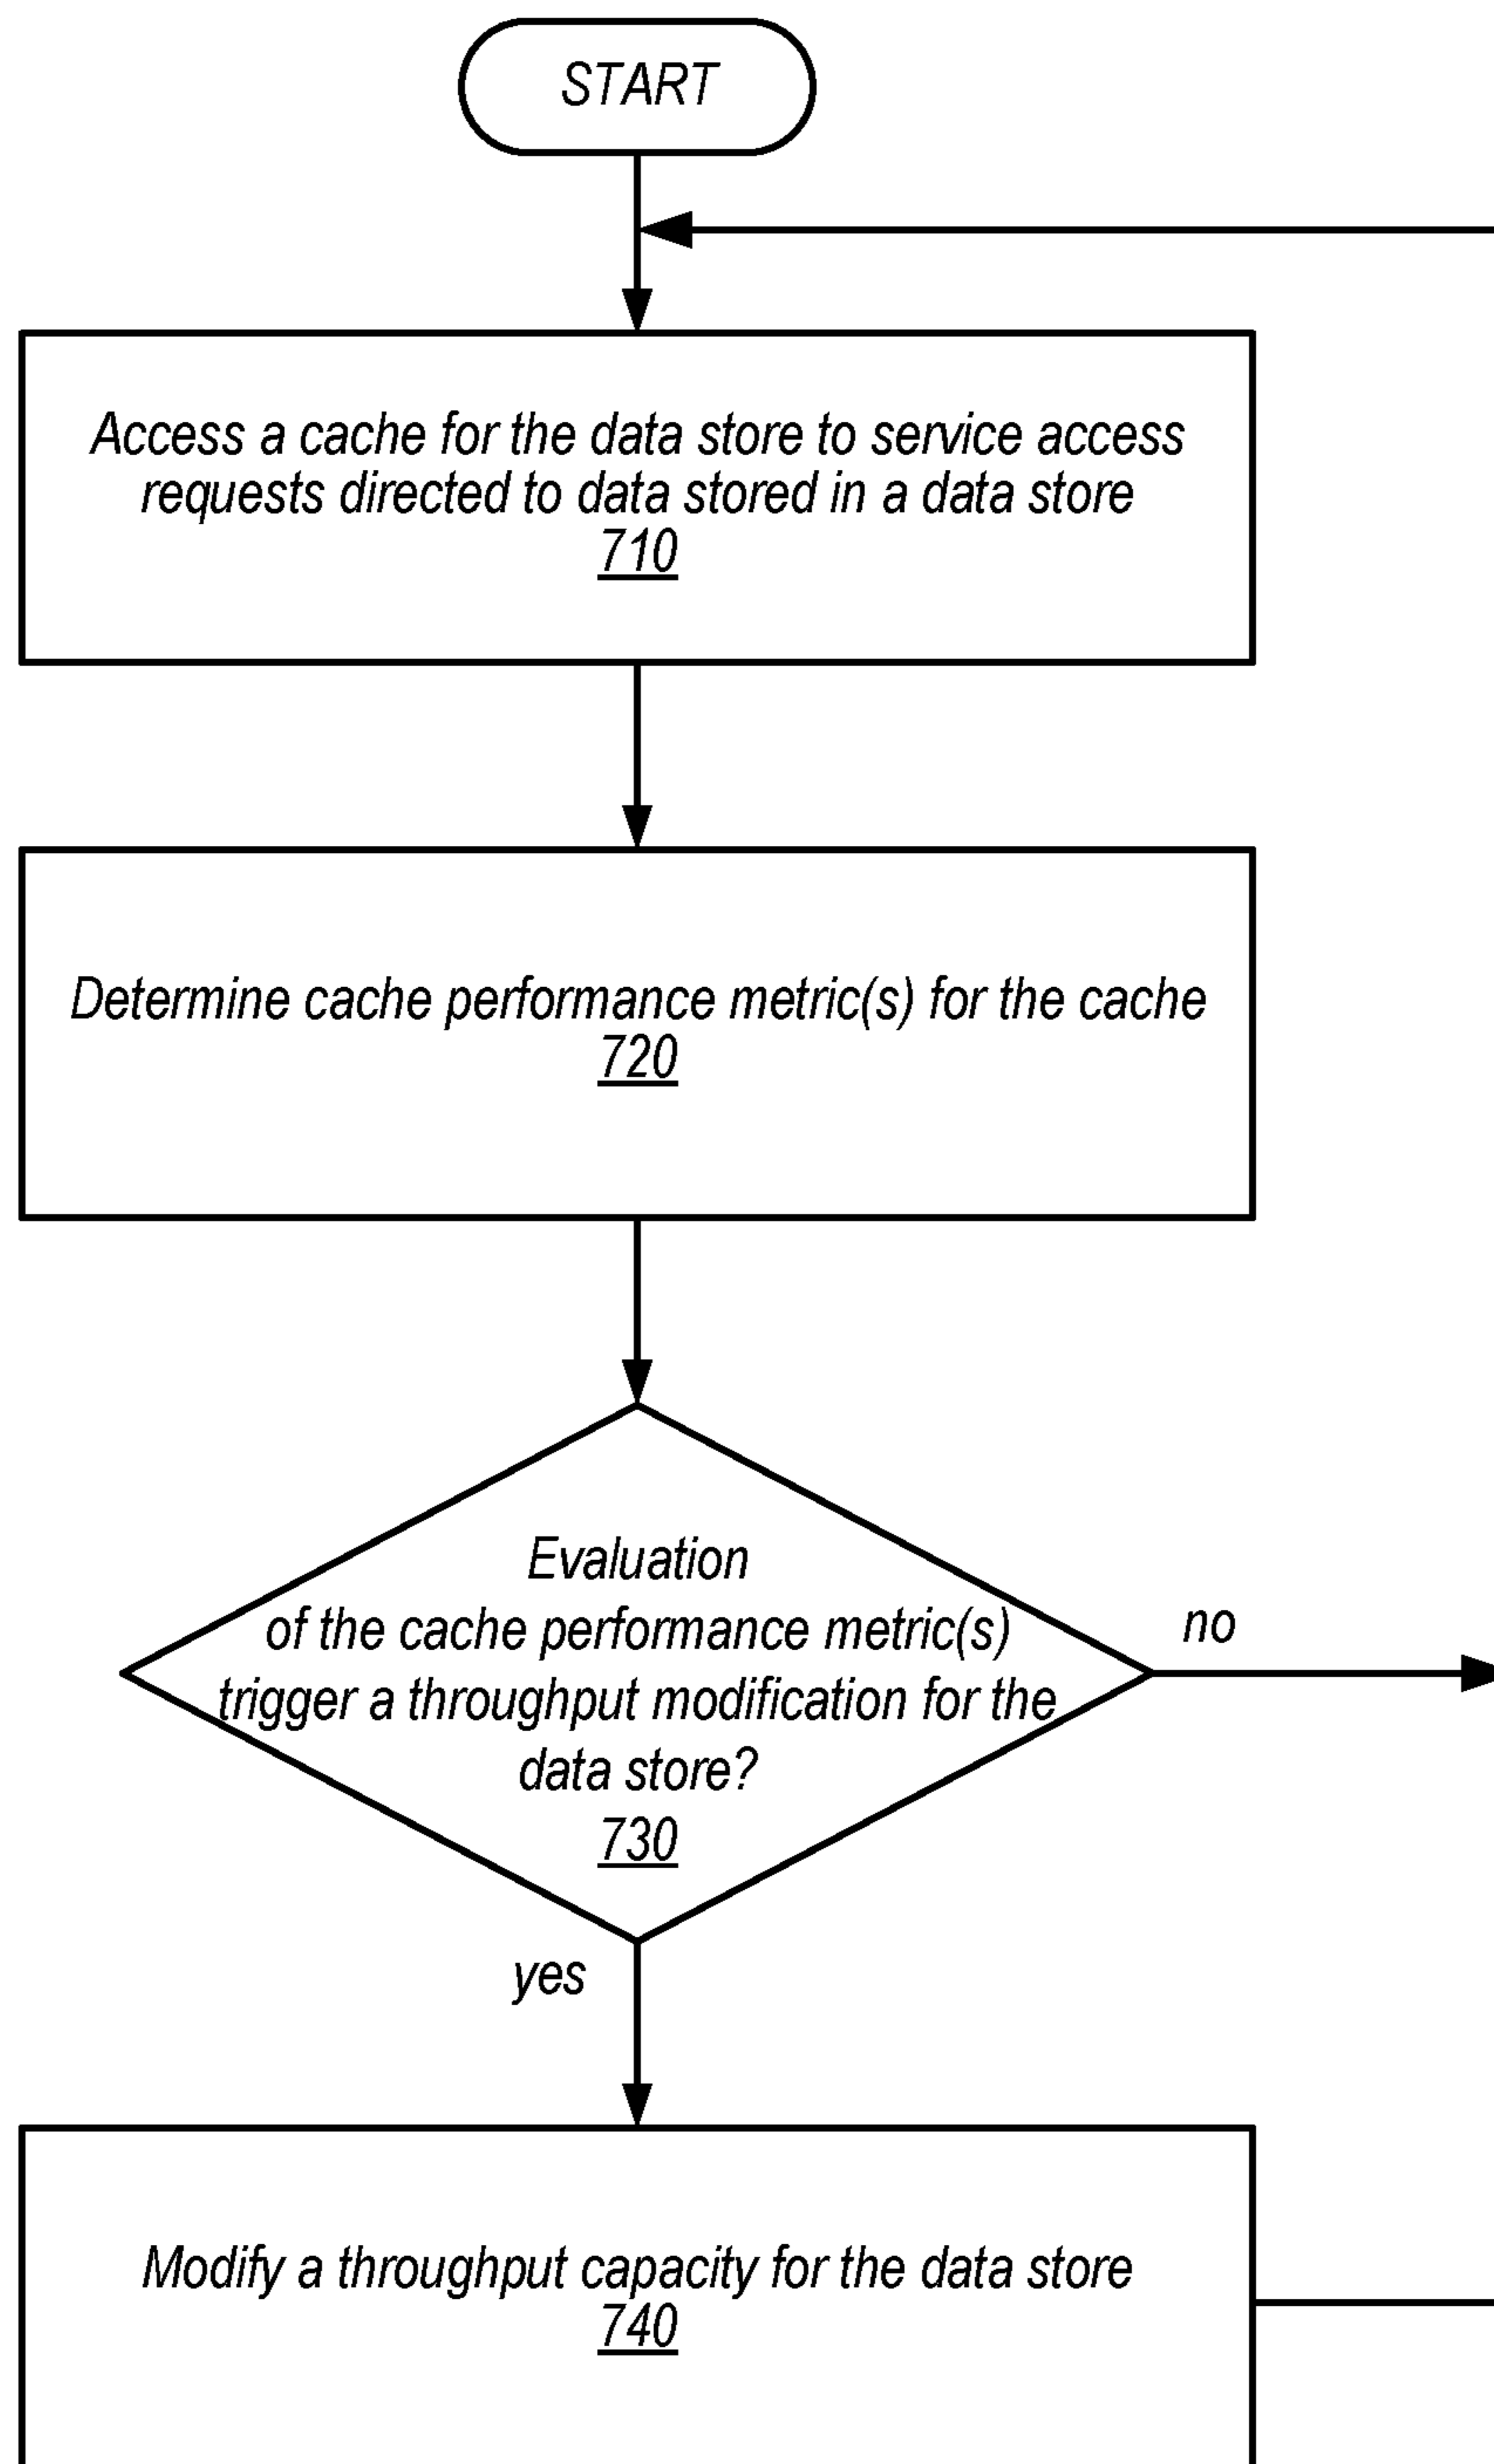 START
Access a cache for the data store to service access
requests directed to data stored in a data store
710
Determine cache performance metric(s) for the cache
720
Evaluation
of the cache performance metric(s)
trigger a throughput modification for the
data store?
730
no
yes
Modify a throughput capacity for the data store
740